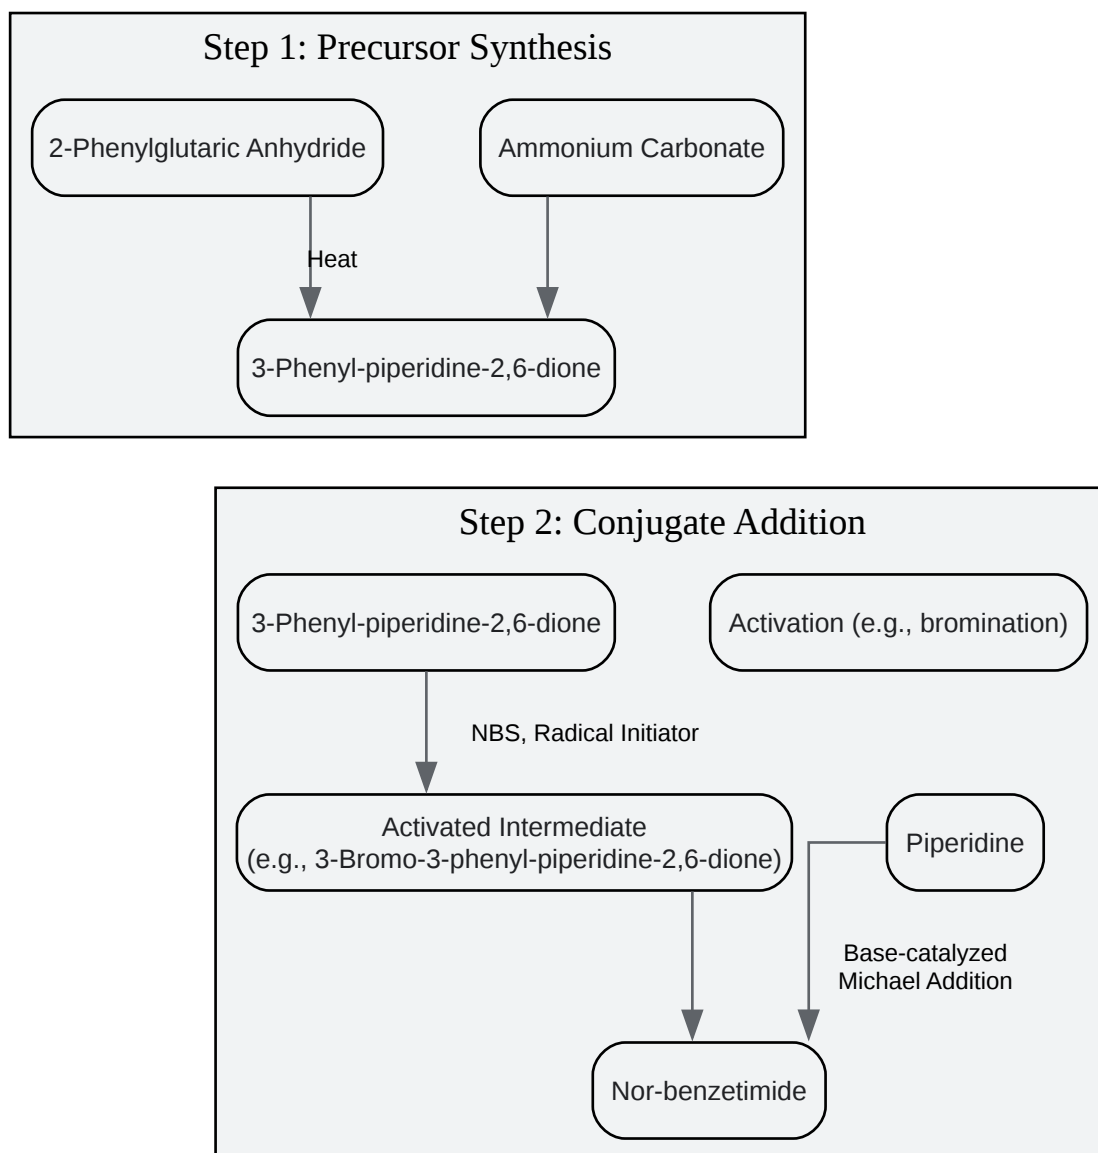 Step 1: Precursor Synthesis
2-Phenylglutaric Anhydride
Ammonium Carbonate
Heat
3-Phenyl-piperidine-2,6-dione
Step 2: Conjugate Addition
3-Phenyl-piperidine-2,6-dione
Activation (e.g., bromination)
NBS, Radical Initiator
Activated Intermediate
(e.g., 3-Bromo-3-phenyl-piperidine-2,6-dione)
Piperidine
Base-catalyzed
Michael Addition
Nor-benzetimide